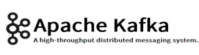 Apache Kafka
A high-throughput distributed messaging system.